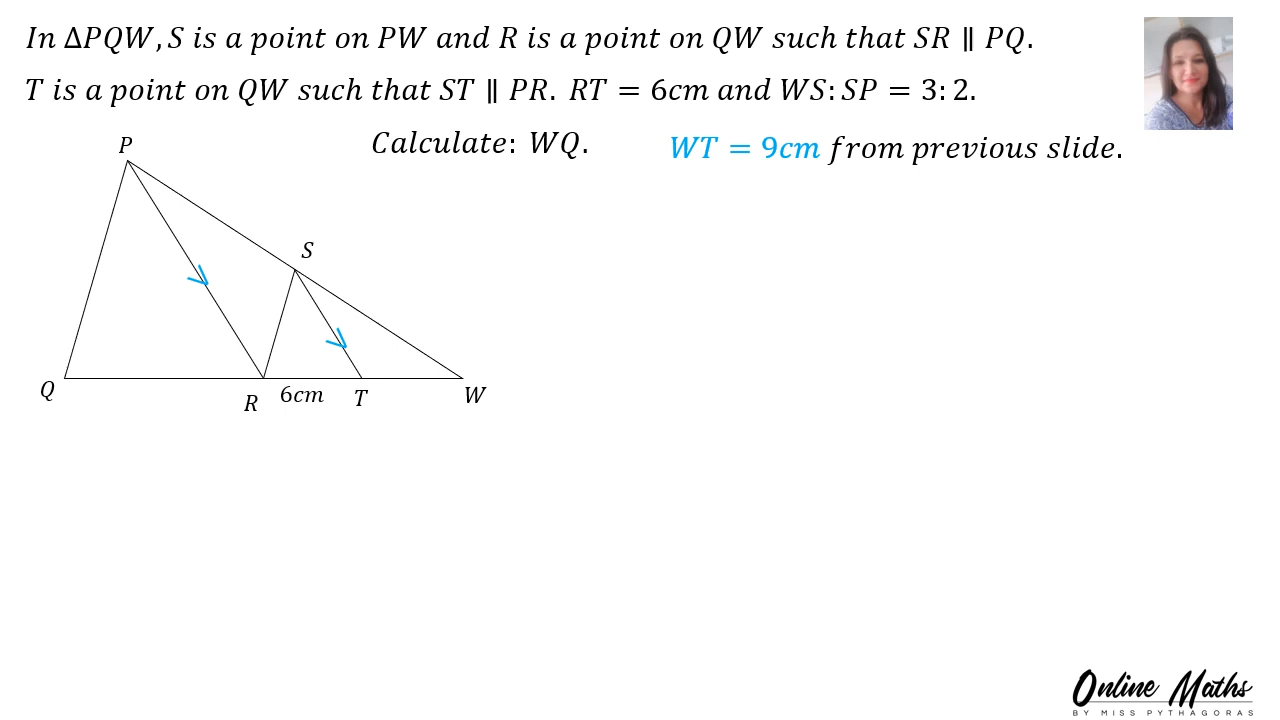 In ΔPQW, S is a point on PW and R is a point on QW such that SR ∥ PQ.
T is a point on QW such that ST ∥ PR. RT = 6cm and WS: SP = 3: 2.
Calculate: WQ.
WT = 9cm from previous slide.
P
S
Q
R
6cm
T
W
Online Maths
BY MISS PYTHAGORAS